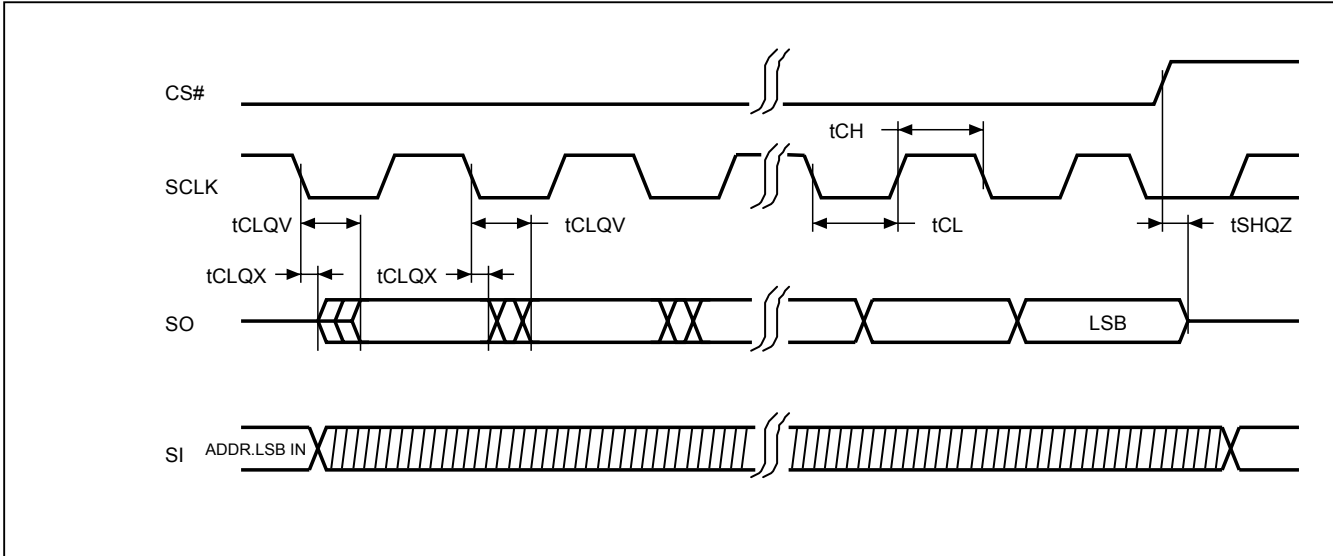 CS#
tCH
SCLK
tCLQV
tCLQV
tCL
tSHQZ
tCLQX
tCLQX
SO
LSB
SI
ADDR.LSB IN